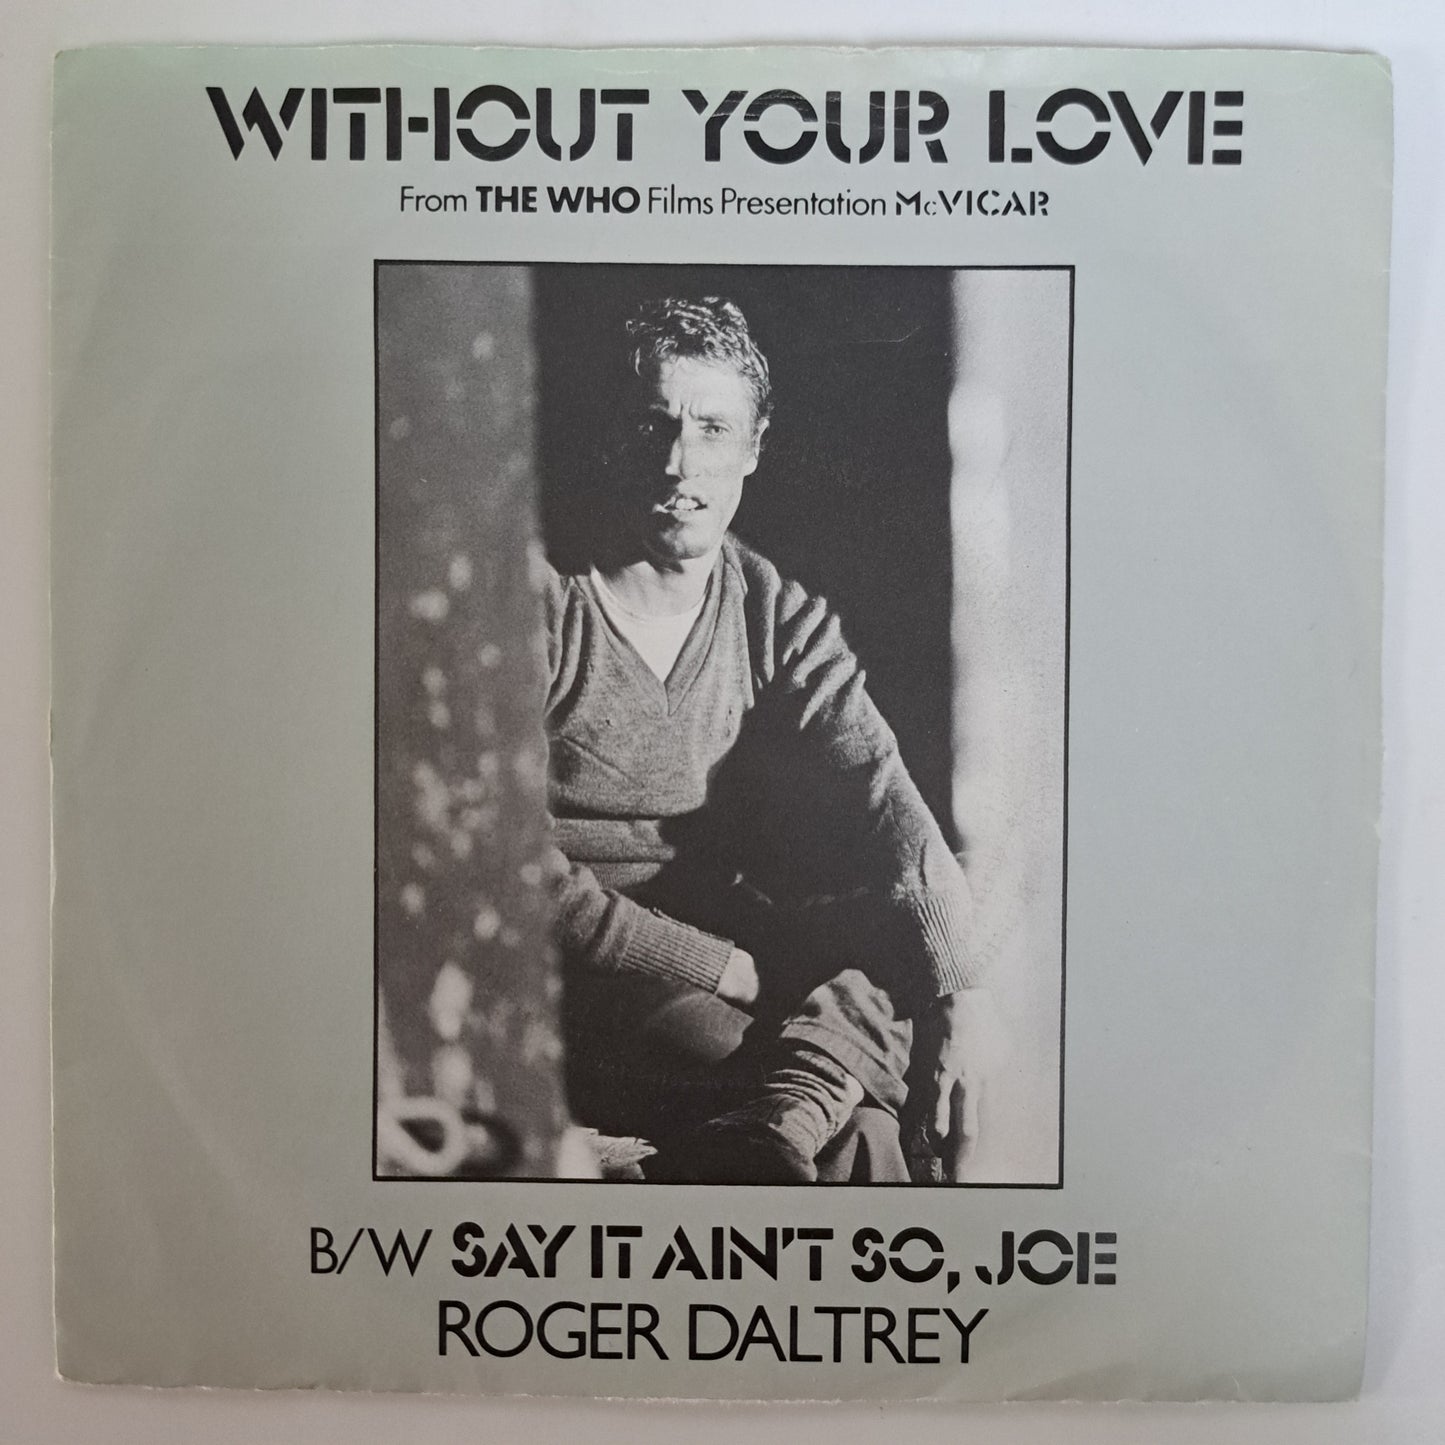 WITHOUT YOUR LOVE
From THE WHO Films Presentation McVICAR
B/W SAY IT AIN'T SO, JOE
ROGER DALTREY